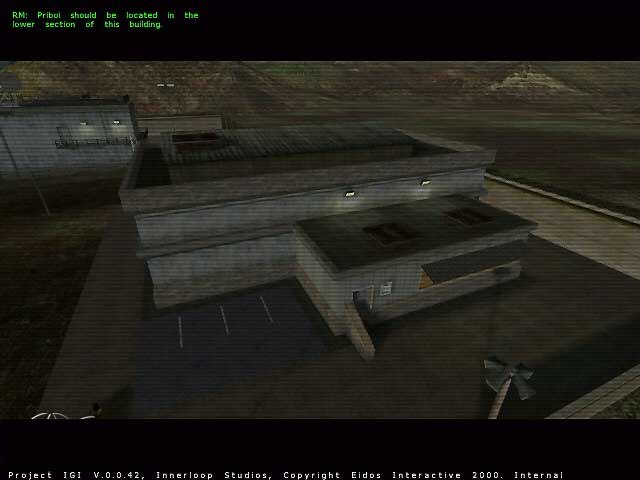 RM: Priboi should be located in the
lower section of this building.
Project IGI V.0.0.42, Innerloop Studios, Copyright Eidos Interactive 2000. Internal